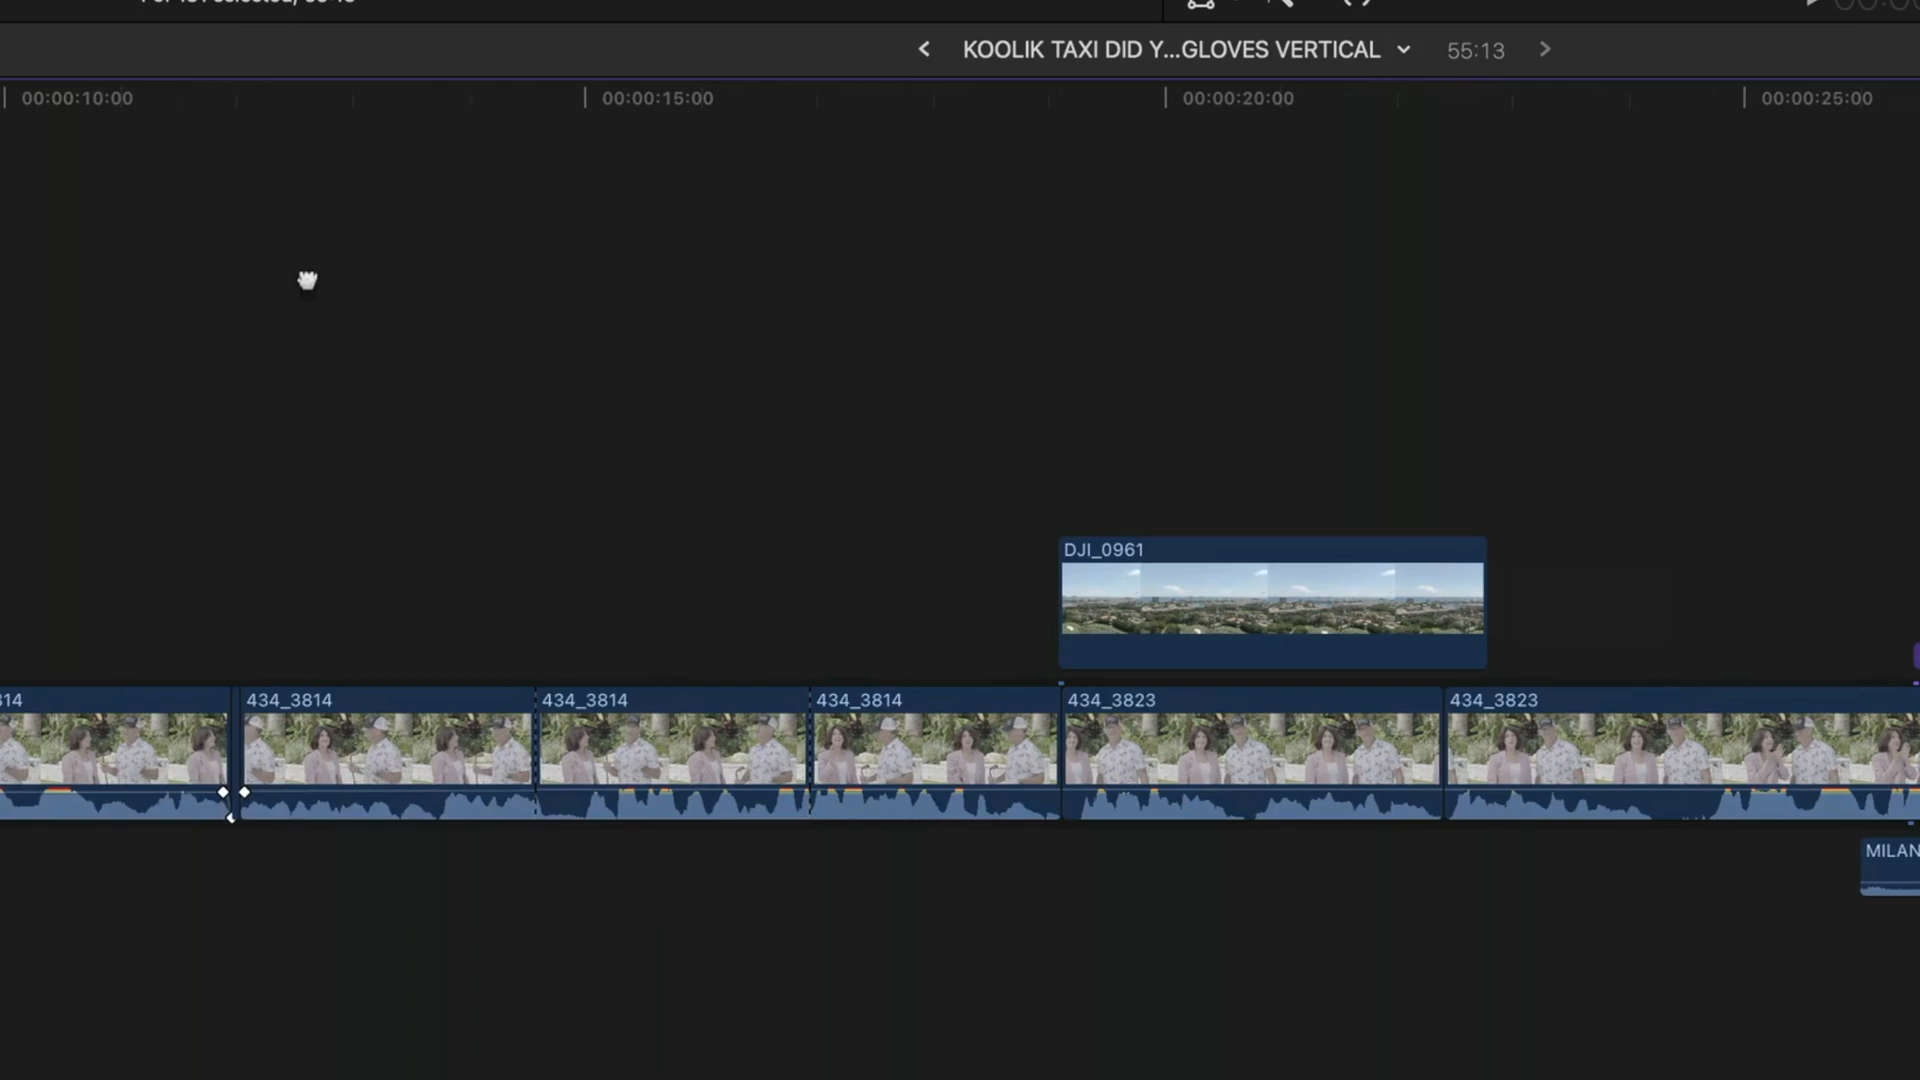 KOOLIK TAXI DID Y...GLOVES VERTICAL 55:13
00:00:10:00 00:00:15:00 00:00:20:00 00:00:25:00
DJI_0961
314 434_3814 434_3814 434_3814 434_3823 434_3823
MILAN